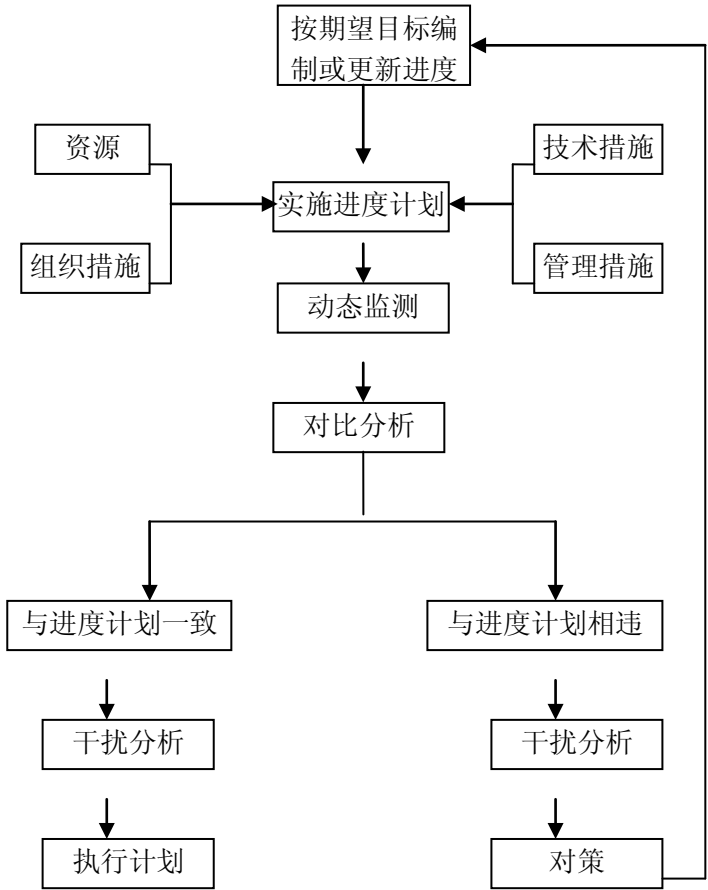 按期望目标编
制或更新进度
资源
技术措施
实施进度计划
组织措施
管理措施
动态监测
对比分析
与进度计划一致
与进度计划相违
干扰分析
干扰分析
执行计划
对策